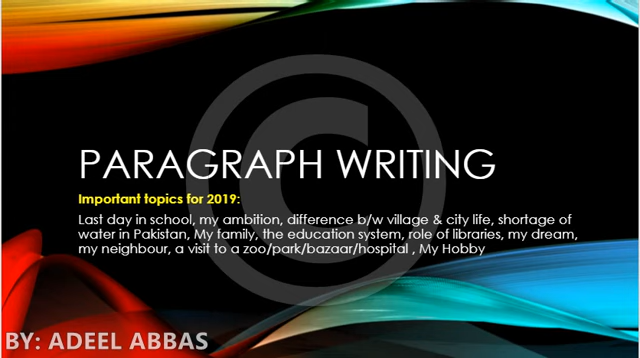 PARAGRAPH WRITING
Important topics for 2019:
Last day in school, my ambition, difference b/w village & city life, shortage of
water in Pakistan, My family, the education system, role of libraries, my dream,
my neighbour, a visit to a zoo/park/bazaar/hospital , My Hobby
BY: ADEEL ABBAS